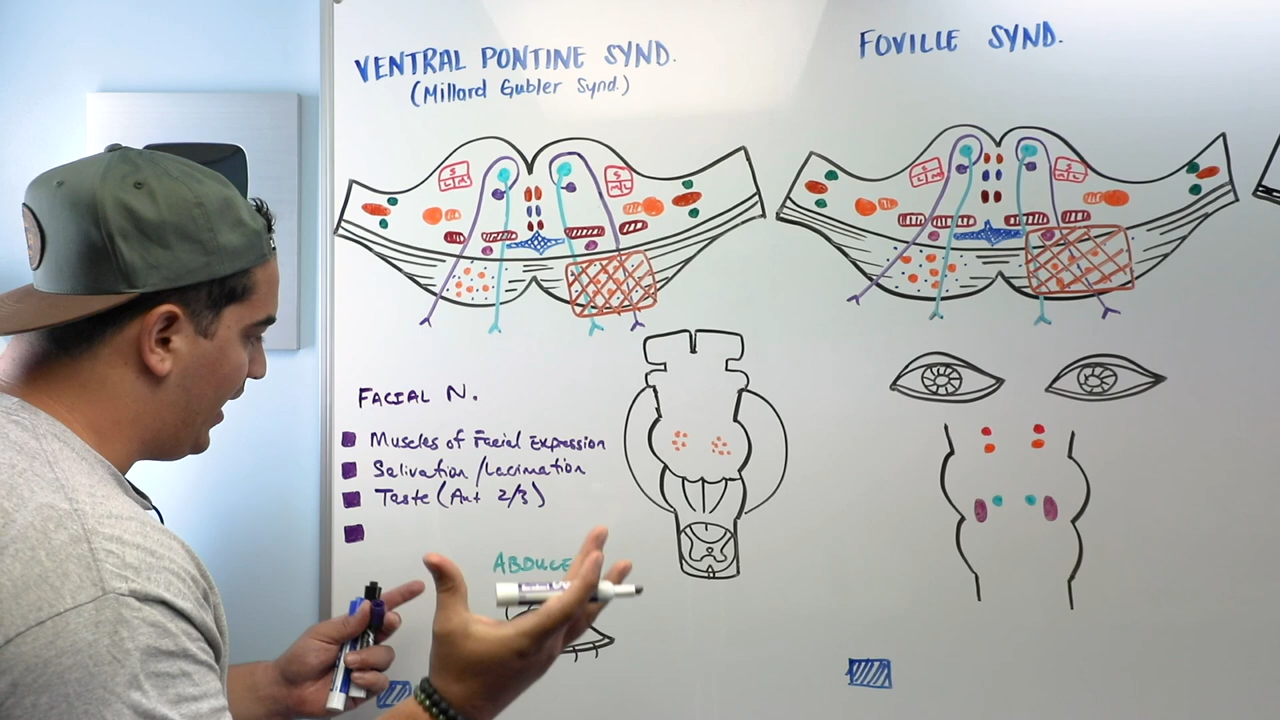 VENTRAL PONTINE SYND.
(Millard Gubler Synd.)
FOVILLE SYND.
S
L M
S
M L
S
L M
S
M L
FACIAL N.
Muscles of Facial Expression
Salivation/Lacimation
Taste (Ant 2/3)
ABDUCE